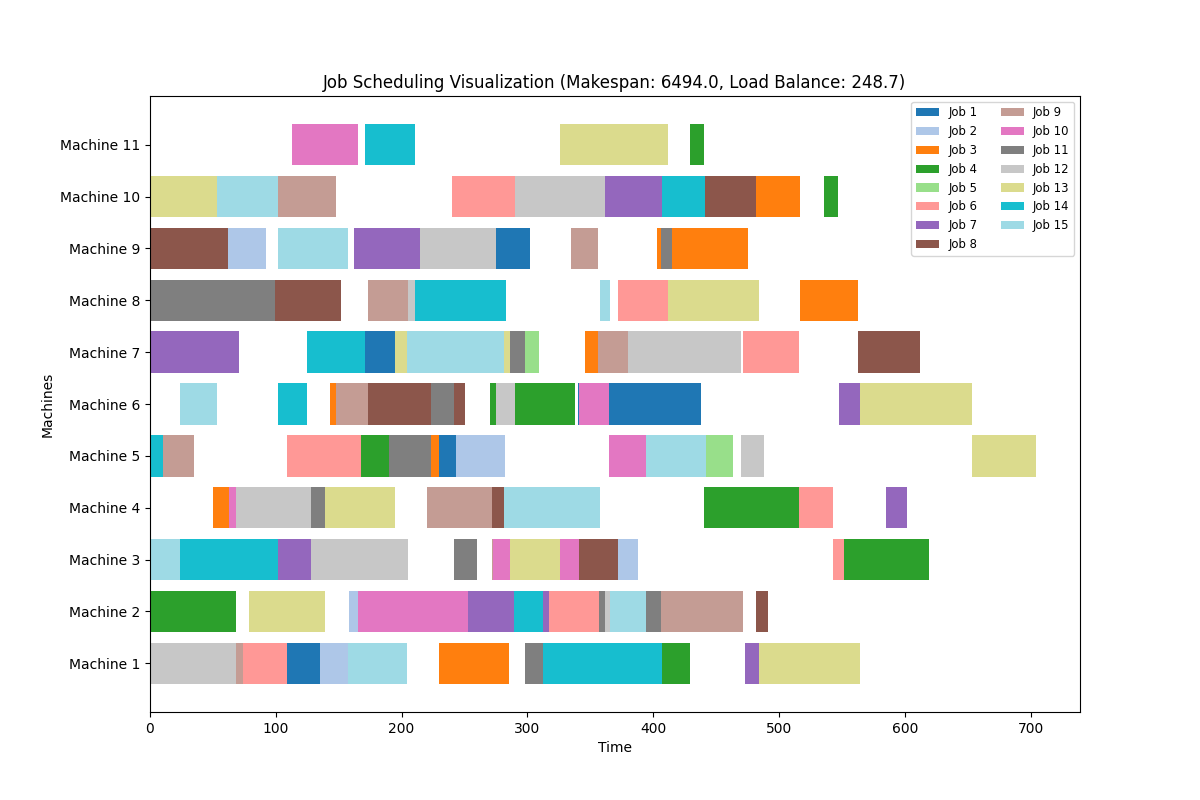 Job Scheduling Visualization (Makespan: 6494.0, Load Balance: 248.7)
Machine 11
Machine 10
Machine 9
Machine 8
Machine 7
Machine 6
Machine 5
Machine 4
Machine 3
Machine 2
Machine 1
Machines
0 100 200 300 400 500 600 700
Time
Job 1
Job 2
Job 3
Job 4
Job 5
Job 6
Job 7
Job 8
Job 9
Job 10
Job 11
Job 12
Job 13
Job 14
Job 15